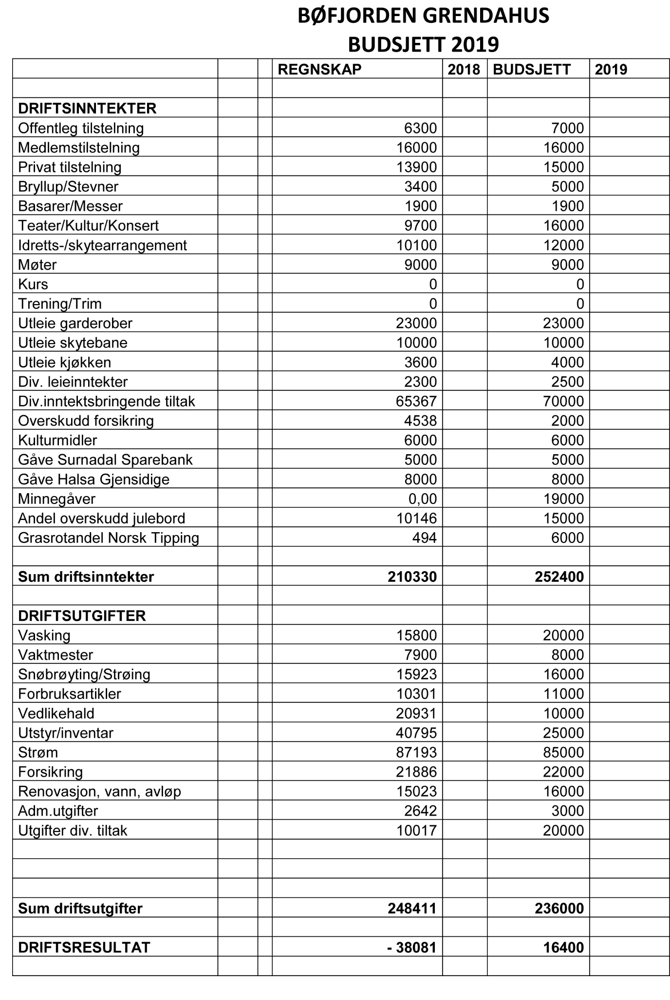 BØFJORDEN GRENDAHUS
BUDSJETT 2019
REGNSKAP 2018 BUDSJETT 2019
DRIFTSINNTEKTER
Offentleg tilstelning 6300 7000
Medlemstilstelning 16000 16000
Privat tilstelning 13900 15000
Bryllup/Stevner 3400 5000
Basarer/Messer 1900 1900
Teater/Kultur/Konsert 9700 16000
Idretts-/skytearrangement 10100 12000
Møter 9000 9000
Kurs 0 0
Trening/Trim 0 0
Utleie garderober 23000 23000
Utleie skytebane 10000 10000
Utleie kjøkken 3600 4000
Div. leieinntekter 2300 2500
Div.inntektsbringende tiltak 65367 70000
Overskudd forsikring 4538 2000
Kulturmidler 6000 6000
Gåve Surnadal Sparebank 5000 5000
Gåve Halsa Gjensidige 8000 8000
Minnegåver 0,00 19000
Andel overskudd julebord 10146 15000
Grasrotandel Norsk Tipping 494 6000
Sum driftsinntekter 210330 252400
DRIFTSUTGIFTER
Vasking 15800 20000
Vaktmester 7900 8000
Snøbrøyting/Strøing 15923 16000
Forbruksartikler 10301 11000
Vedlikehald 20931 10000
Utstyr/inventar 40795 25000
Strøm 87193 85000
Forsikring 21886 22000
Renovasjon, vann, avløp 15023 16000
Adm.utgifter 2642 3000
Utgifter div. tiltak 10017 20000
Sum driftsutgifter 248411 236000
DRIFTSRESULTAT - 38081 16400